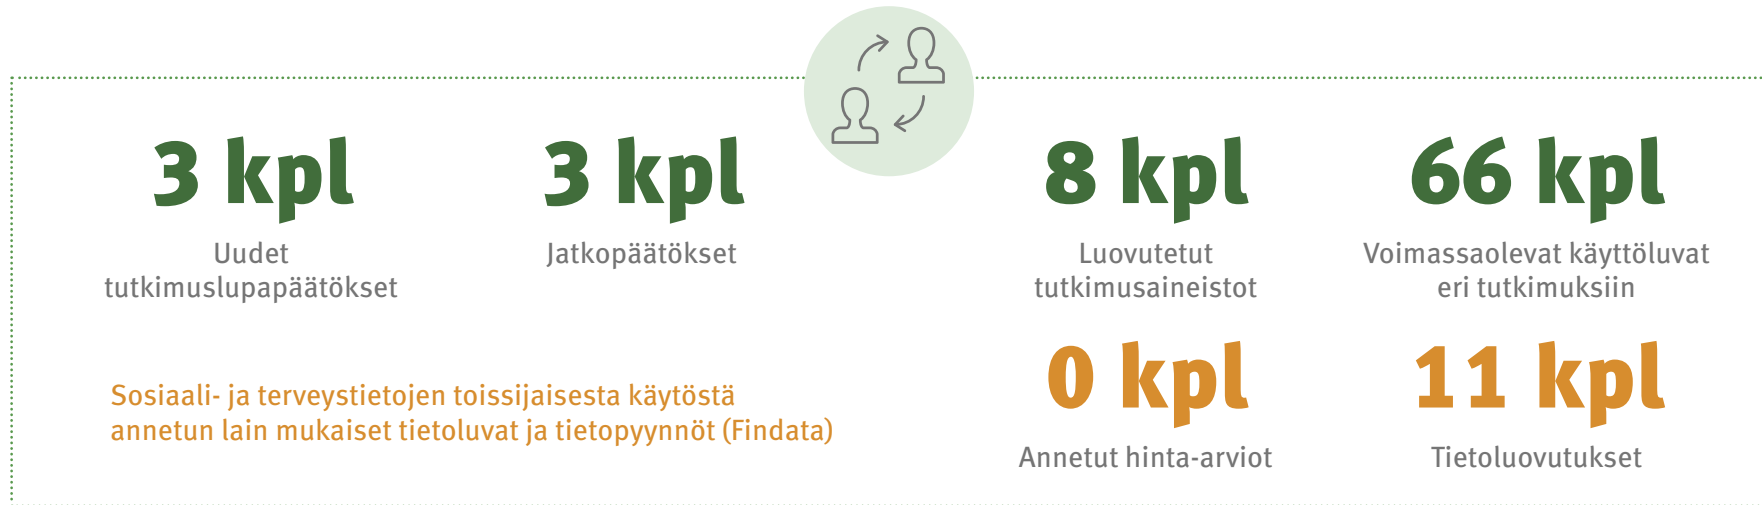 3 kpl
Uudet
tutkimuslupapäätökset
3 kpl
Jatkopäätökset
8 kpl
Luovutetut
tutkimusaineistot
66 kpl
Voimassaolevat käyttöluvat
eri tutkimuksiin
Sosiaali- ja terveystietojen toissijaisesta käytöstä
annetun lain mukaiset tietoluvat ja tietopyynnöt (Findata)
0 kpl
Annetut hinta-arviot
11 kpl
Tietoluovutukset